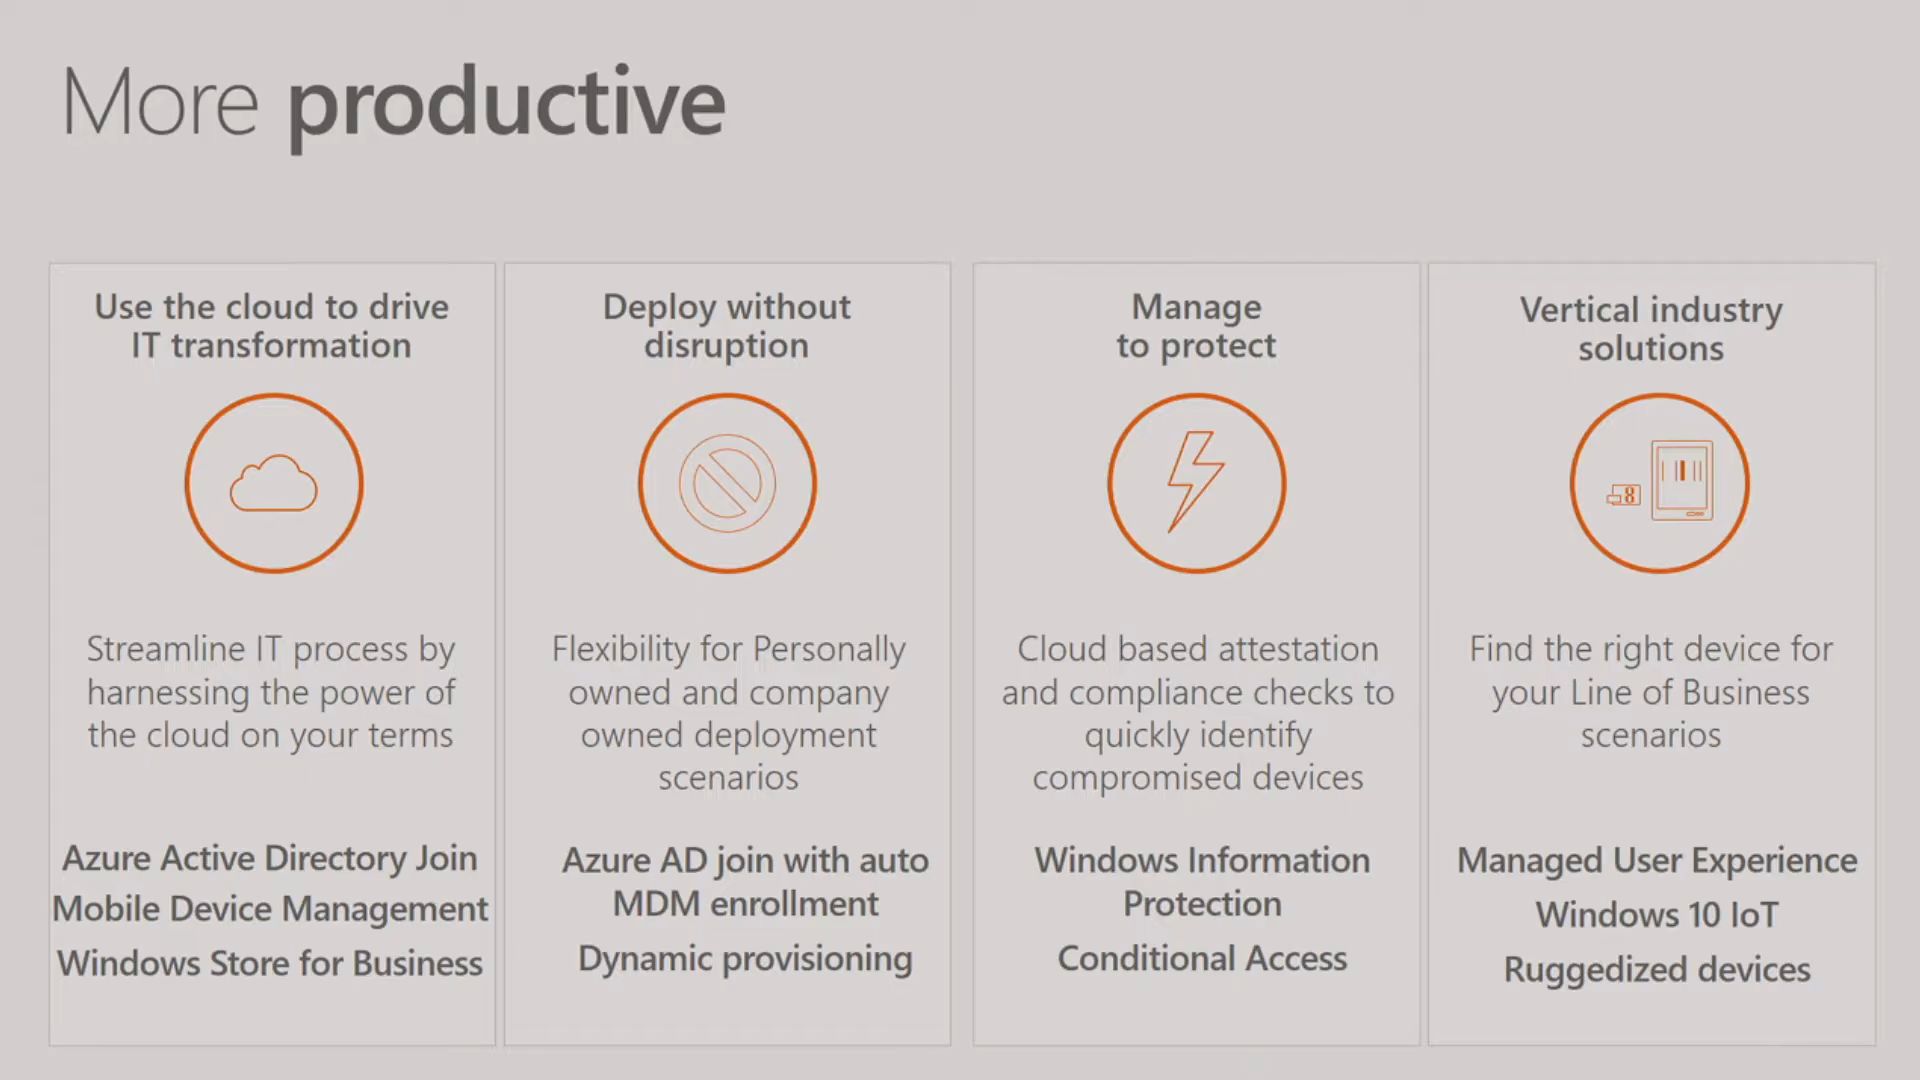 More productive
Use the cloud to drive
IT transformation
Streamline IT process by
harnessing the power of
the cloud on your terms
Azure Active Directory Join
Mobile Device Management
Windows Store for Business
Deploy without
disruption
Flexibility for Personally
owned and company
owned deployment
scenarios
Azure AD join with auto
MDM enrollment
Dynamic provisioning
Manage
to protect
Cloud based attestation
and compliance checks to
quickly identify
compromised devices
Windows Information
Protection
Conditional Access
Vertical industry
solutions
8
Find the right device for
your Line of Business
scenarios
Managed User Experience
Windows 10 IoT
Ruggedized devices